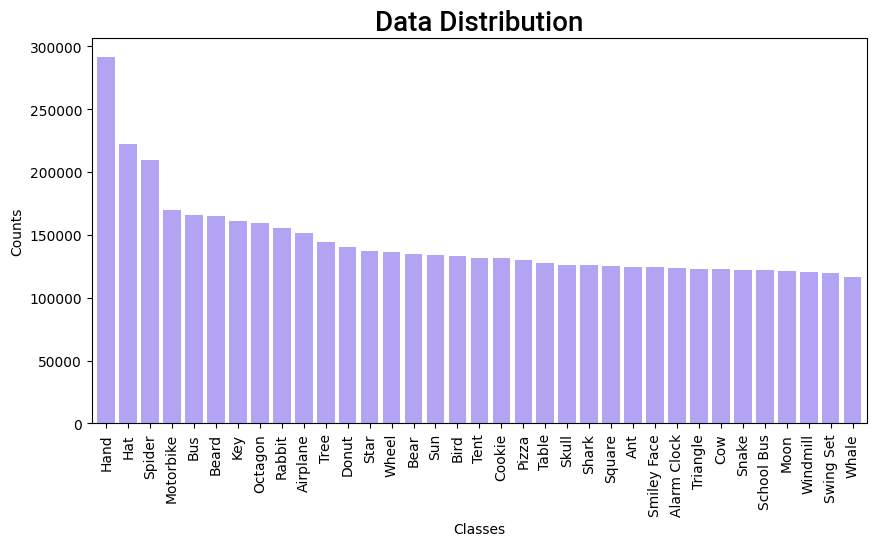 Data Distribution
Counts
300000
250000
200000
150000
100000
50000
0
Hand
Hat
Spider
Motorbike
Bus
Beard
Key
Octagon
Rabbit
Airplane
Tree
Donut
Star
Wheel
Bear
Sun
Bird
Tent
Cookie
Pizza
Table
Skull
Shark
Square
Ant
Smiley Face
Alarm Clock
Triangle
Cow
Snake
School Bus
Moon
Windmill
Swing Set
Whale
Classes